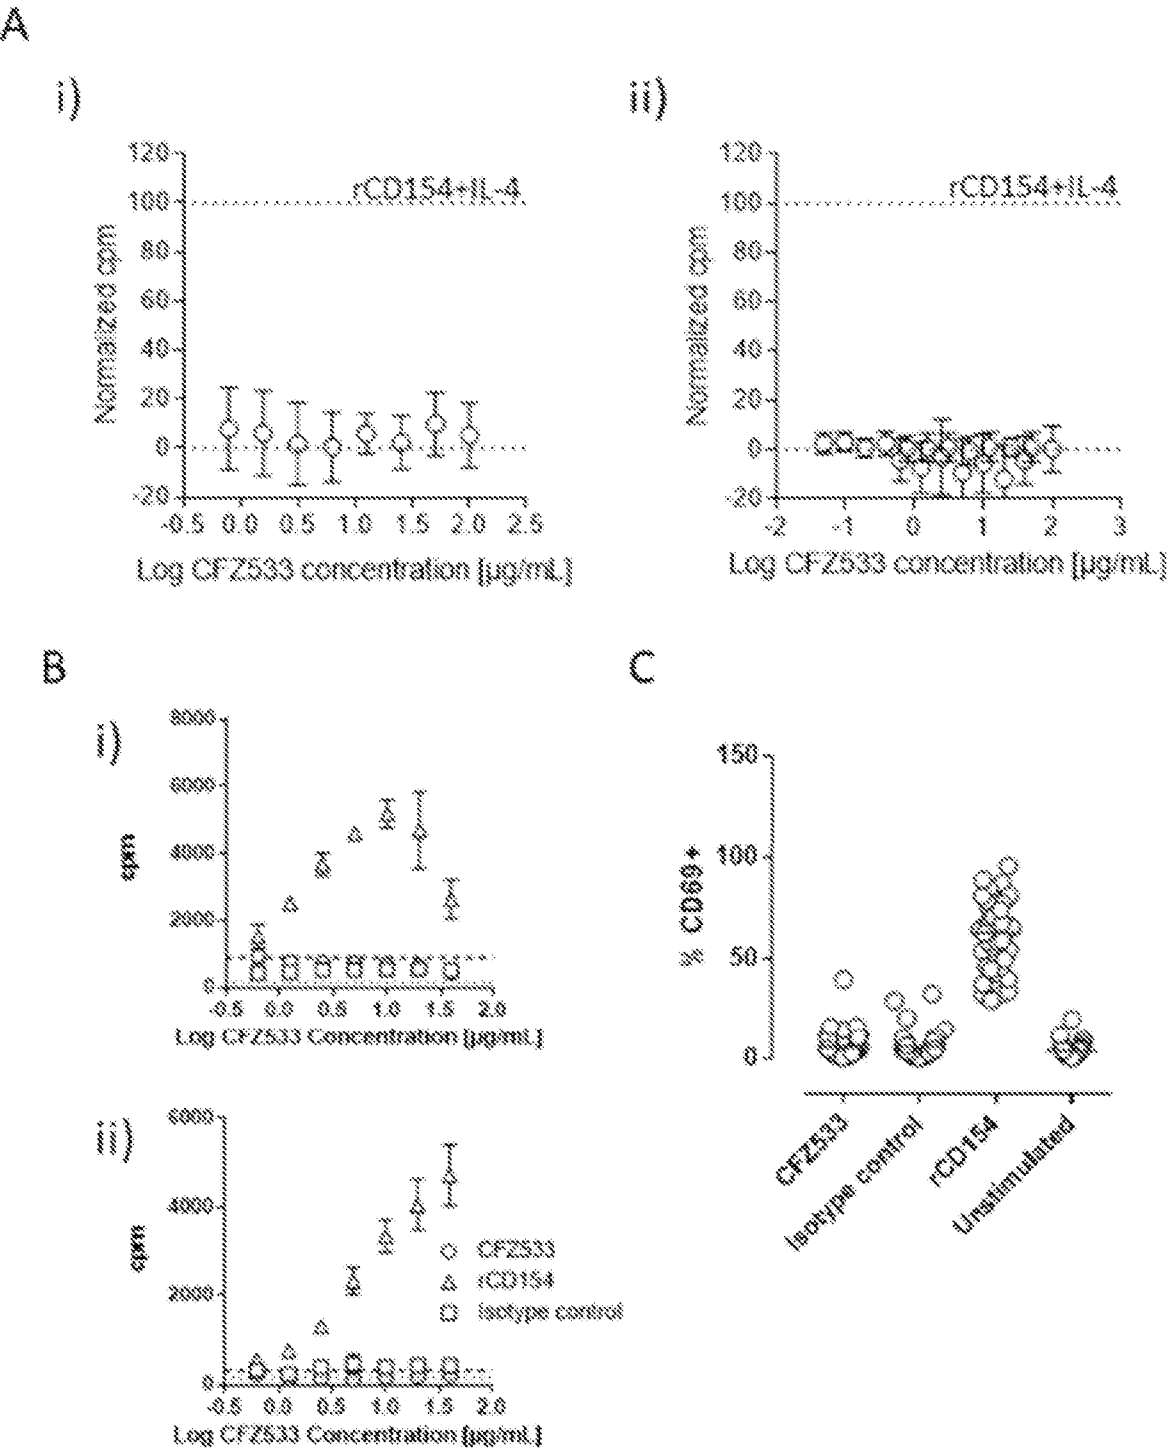 A
i)
120
100
80
60
40
20
0
-20
rCD154+IL-4
Normalized cpm
-0.5 0.0 0.5 1.0 1.5 2.0 2.5
Log CFZ533 concentration [µg/mL]
ii)
120
100
80
60
40
20
0
-20
rCD154+IL-4
Normalized cpm
-2 -1 0 1 2 3
Log CFZ533 concentration [µg/mL]
B
i)
8000
6000
4000
2000
0
cpm
-0.5 0.0 0.5 1.0 1.5 2.0
Log CFZ533 Concentration [µg/mL]
ii)
6000
4000
2000
0
cpm
CFZ533
rCD154
Isotype control
-0.5 0.0 0.5 1.0 1.5 2.0
Log CFZ533 Concentration [µg/mL]
C
150
100
50
0
% CD69+
CFZ533
Isotype control
rCD154
Unstimulated